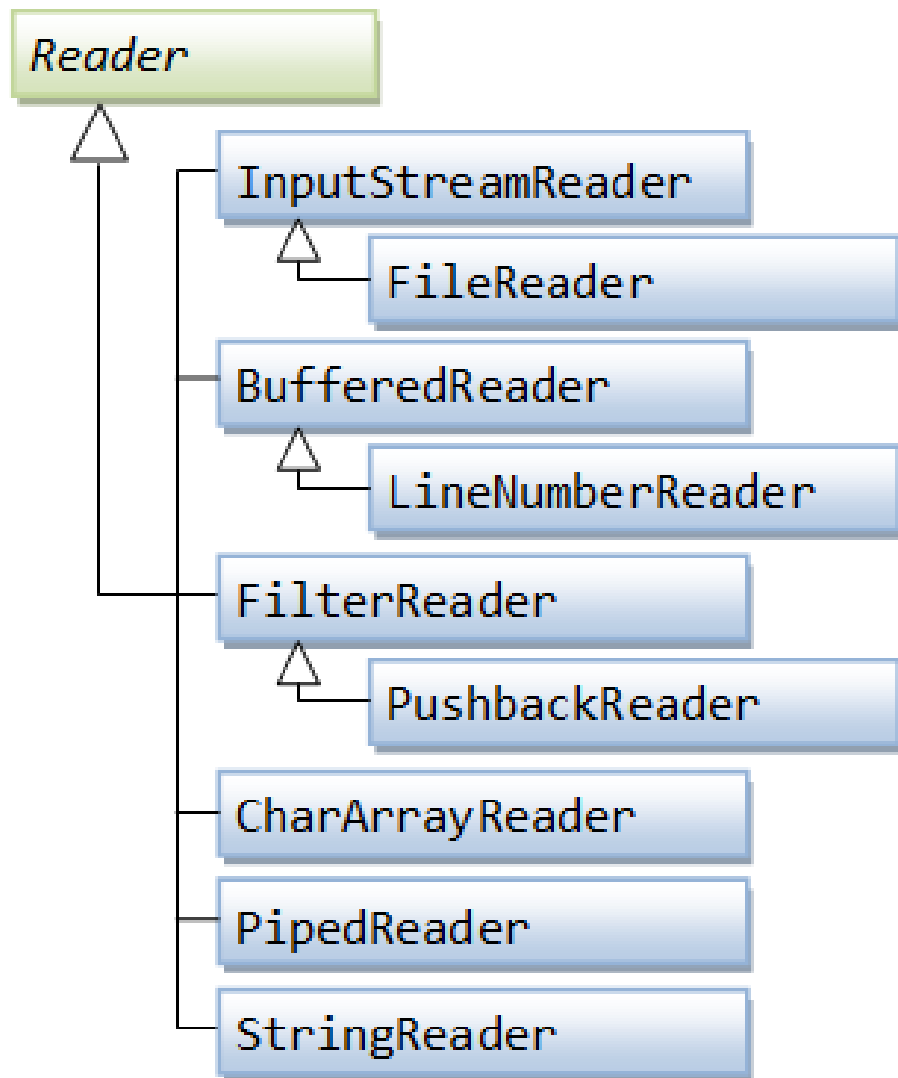 Reader
InputStreamReader
FileReader
BufferedReader
LineNumberReader
FilterReader
PushbackReader
CharArrayReader
PipedReader
StringReader